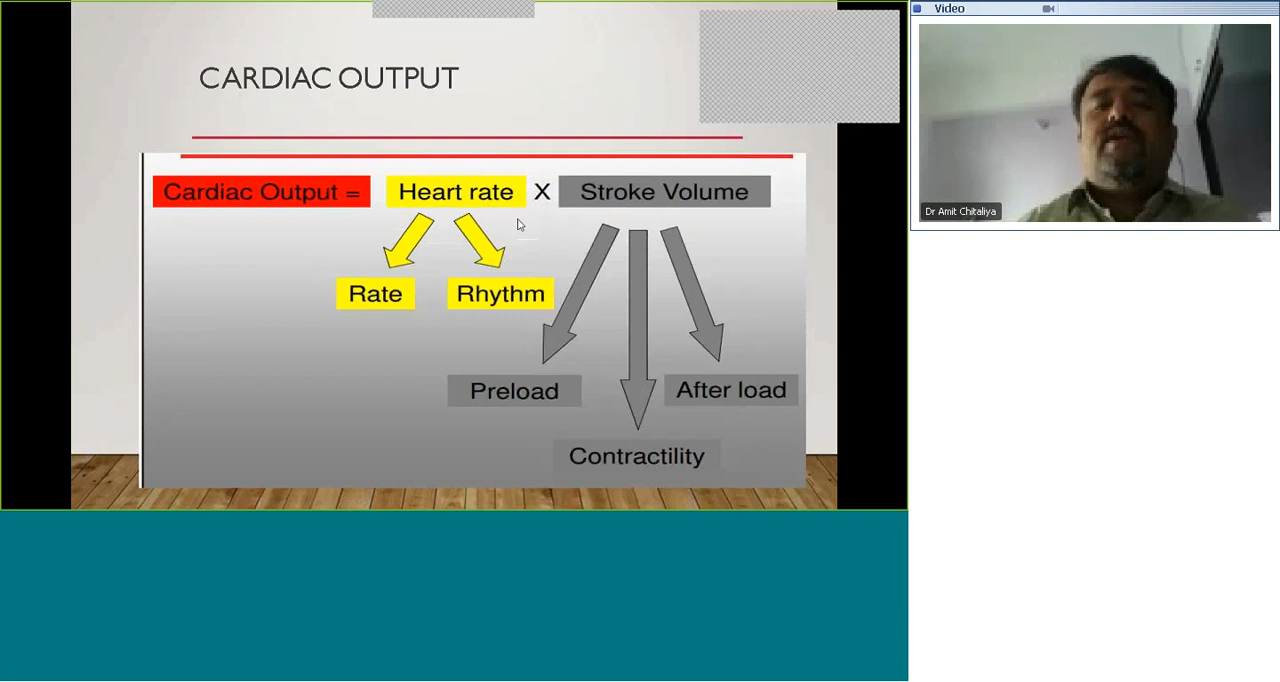 CARDIAC OUTPUT
Cardiac Output = Heart rate X Stroke Volume
Rate Rhythm
Preload After load
Contractility
Video
Dr Amit Chitaliya